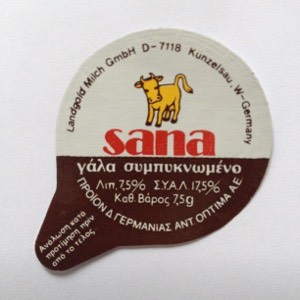 Landgold Milch GmbH D-7118 Künzelsau, W-Germany
sana
γάλα συμπυκνωμένο
Λιπ. 7,5% Σ.Υ.Α.Λ. 17,5%
Καθ. Βάρος 7,5g
ΠΡΟΪΟΝ Δ. ΓΕΡΜΑΝΙΑΣ ΑΝΤ. ΟΠΤΙΜΑ Α.Ε.
Ανάλωση κατά
προτίμηση πριν
από το τέλος